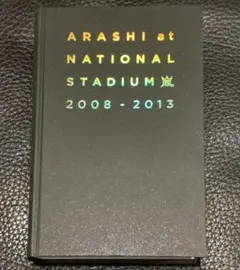 ARASHI at
NATIONAL
STADIUM 嵐
2008 - 2013